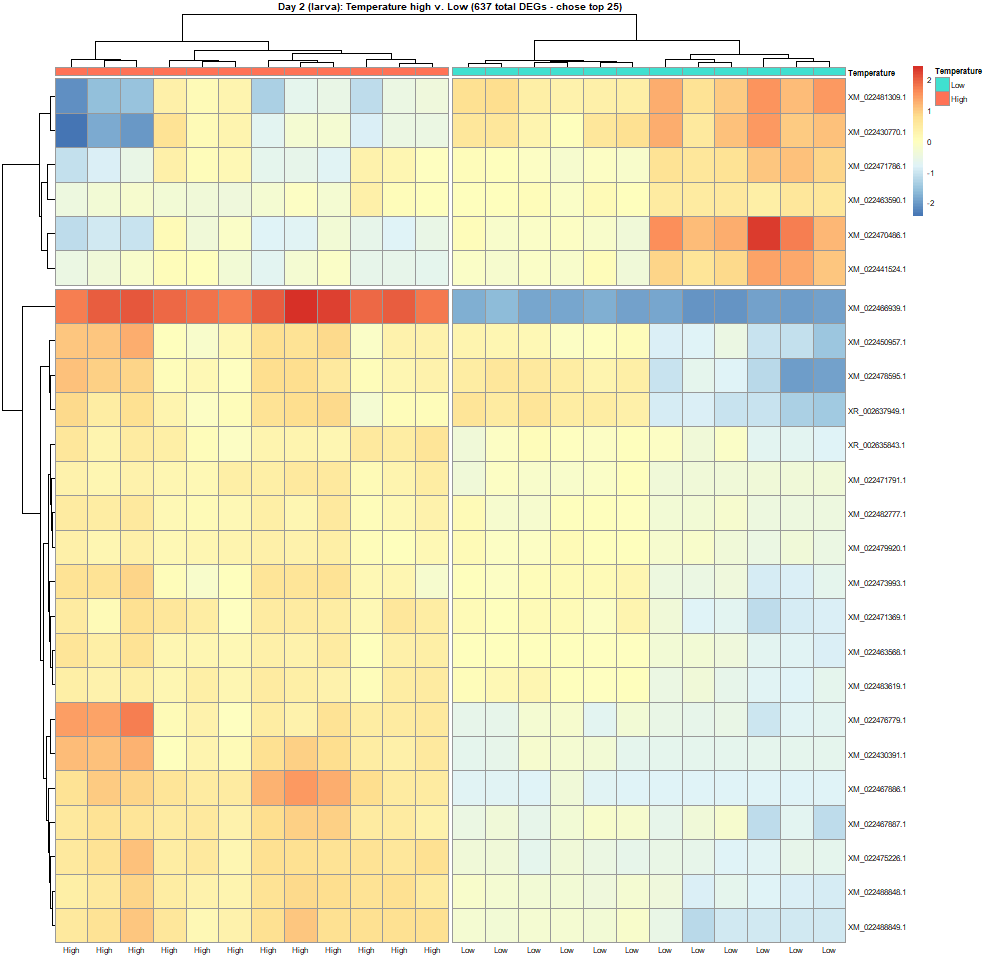 Day 2 (larva): Temperature high v. Low (637 total DEGs - chose top 25)
Temperature
XM_022481309.1
XM_022430770.1
XM_022471786.1
XM_022463590.1
XM_022470486.1
XM_022441524.1
XM_022466939.1
XM_022450957.1
XM_022478595.1
XR_002637949.1
XR_002635843.1
XM_022471791.1
XM_022482777.1
XM_022479920.1
XM_022473993.1
XM_022471369.1
XM_022463568.1
XM_022483619.1
XM_022476779.1
XM_022430391.1
XM_022467886.1
XM_022467887.1
XM_022475226.1
XM_022488848.1
XM_022488849.1
High High High High High High High High High High High High Low Low Low Low Low Low Low Low Low Low Low Low
2
1
0
-1
-2
Temperature
Low
High